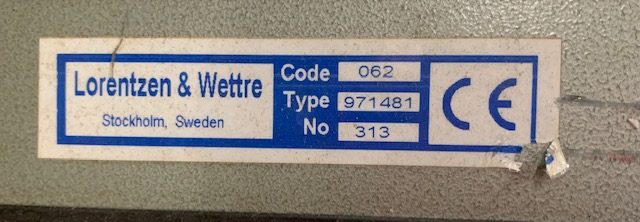 Lorentzen & Wettre
Stockholm, Sweden
Code 062
Type 971481
No 313
CE